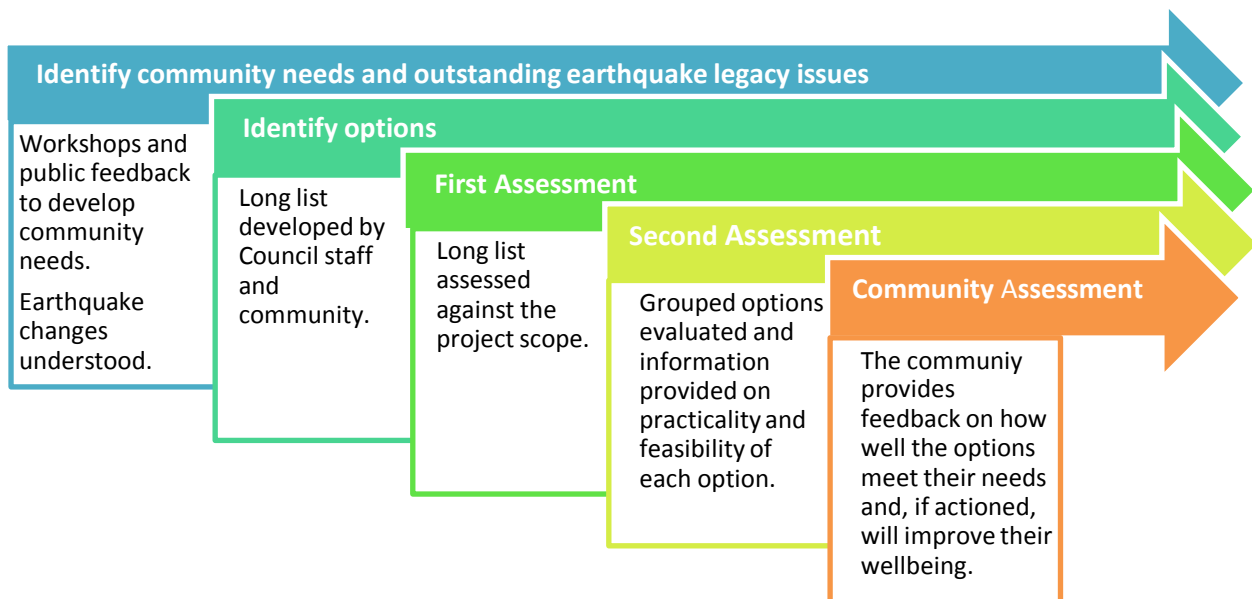 Identify community needs and outstanding earthquake legacy issues
Workshops and
public feedback
to develop
community
needs.
Earthquake
changes
understood.
Identify options
Long list
developed by
Council staff
and
community.
First Assessment
Long list
assessed
against the
project scope.
Second Assessment
Grouped options
evaluated and
information
provided on
practicality and
feasibility of
each option.
Community Assessment
The communiy
provides
feedback on how
well the options
meet their needs
and, if actioned,
will improve their
wellbeing.